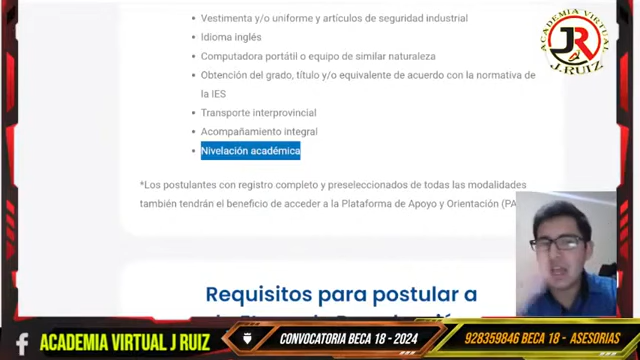 Vestimenta y/o uniforme y artículos de seguridad industrial
Idioma inglés
Computadora portátil o equipo de similar naturaleza
Obtención del grado, título y/o equivalente de acuerdo con la normativa de
la IES
Transporte interprovincial
Acompañamiento integral
Nivelación académica
*Los postulantes con registro completo y preseleccionados de todas las modalidades
también tendrán el beneficio de acceder a la Plataforma de Apoyo y Orientación
Requisitos para postular a
ACADEMIA VIRTUAL
JR
J.RUIZ
ACADEMIA VIRTUAL J RUIZ
CONVOCATORIA BECA 18 - 2024
928359846 BECA 18 - ASESORIAS